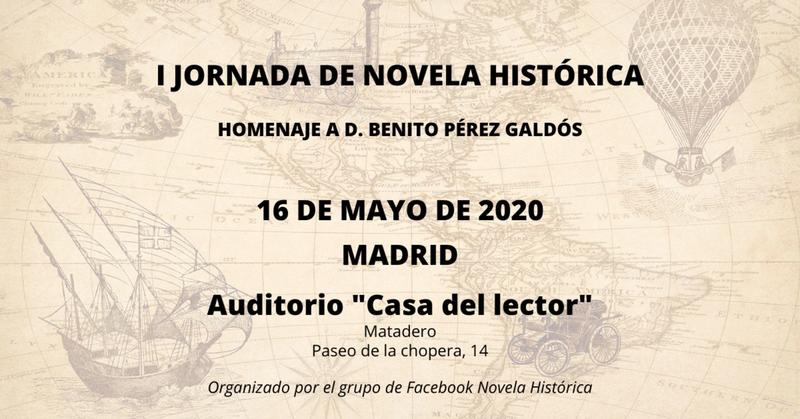 I JORNADA DE NOVELA HISTÓRICA
HOMENAJE A D. BENITO PÉREZ GALDÓS
16 DE MAYO DE 2020
MADRID
Auditorio "Casa del lector"
Matadero
Paseo de la chopera, 14
Organizado por el grupo de Facebook Novela Histórica